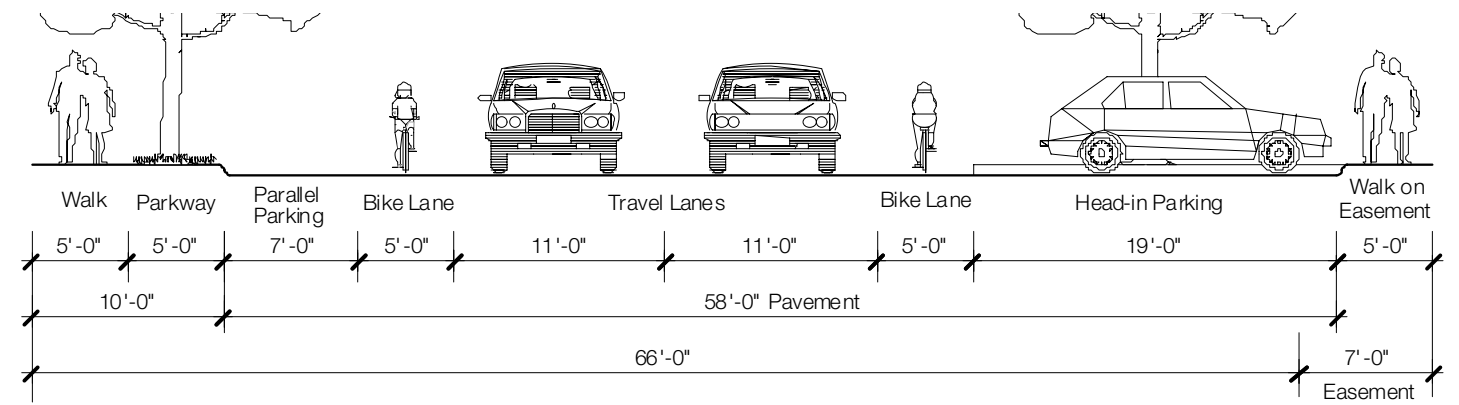 Walk
Parkway
Parallel
Parking
Bike Lane
Travel Lanes
Bike Lane
Head-in Parking
Walk on
Easement
5'-0"
5'-0"
7'-0"
5'-0"
11'-0"
11'-0"
5'-0"
19'-0"
5'-0"
10'-0"
58'-0" Pavement
66'-0"
7'-0"
Easement